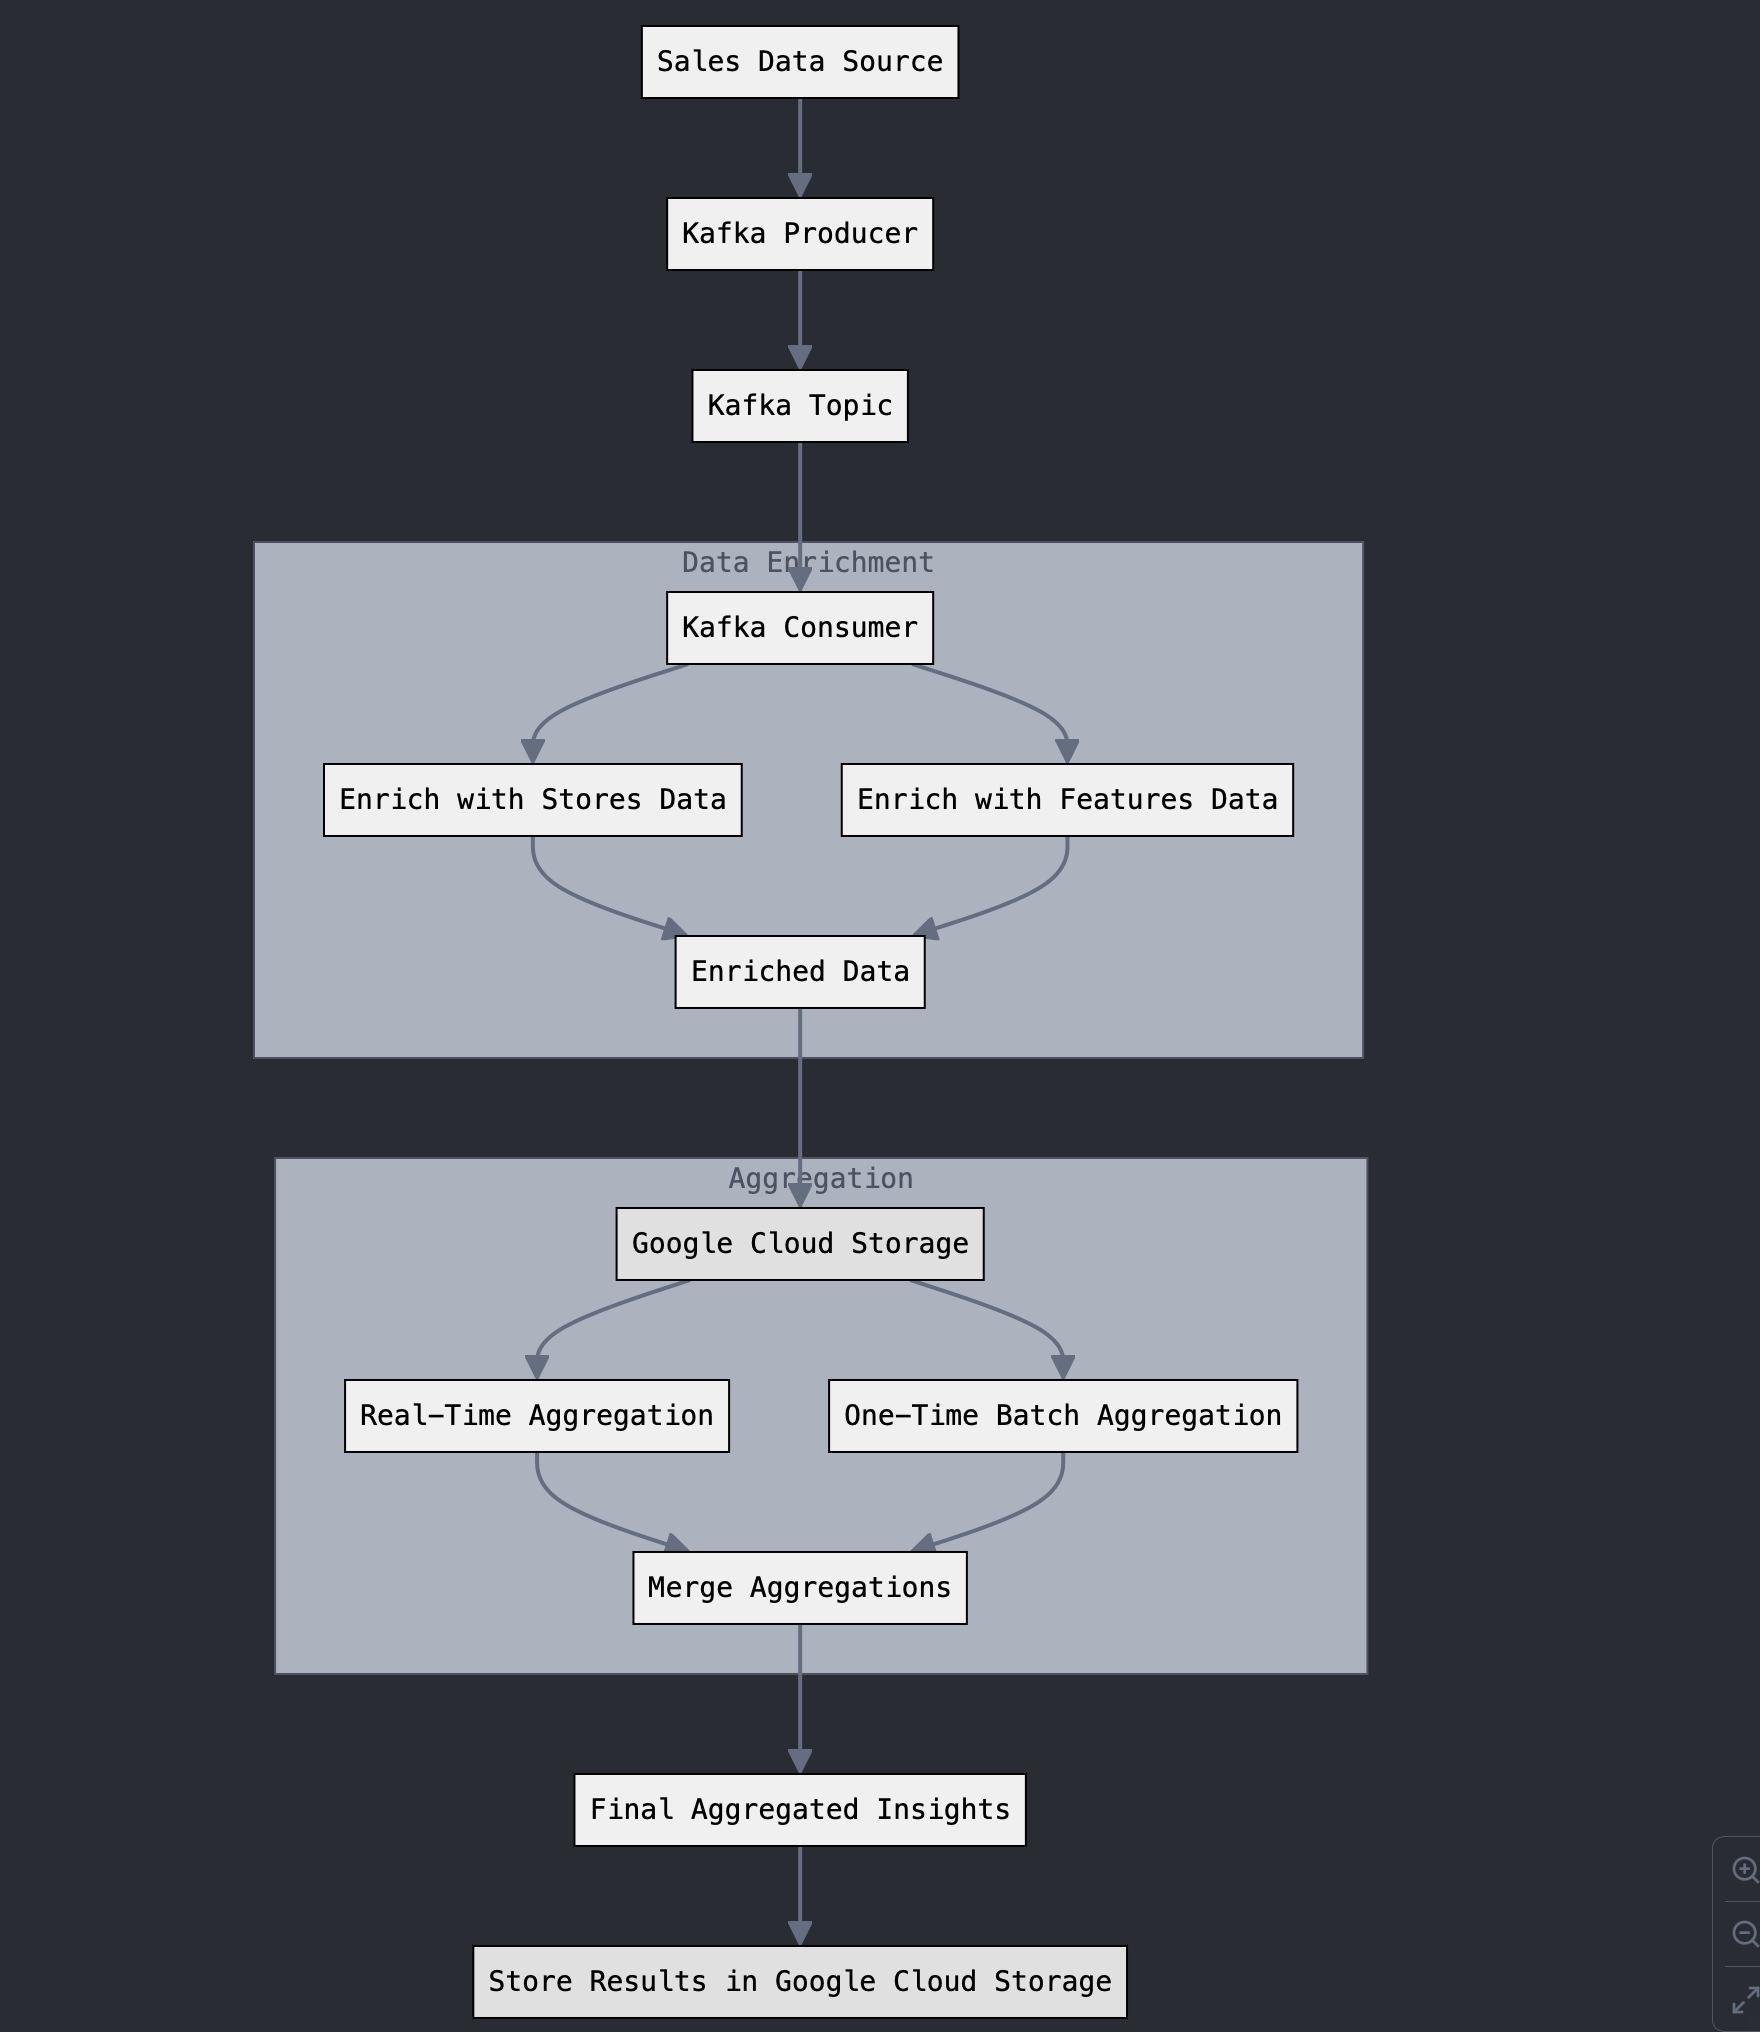 Sales Data Source
Kafka Producer
Kafka Topic
Data Enrichment
Kafka Consumer
Enrich with Stores Data
Enrich with Features Data
Enriched Data
Aggregation
Google Cloud Storage
Real-Time Aggregation
One-Time Batch Aggregation
Merge Aggregations
Final Aggregated Insights
Store Results in Google Cloud Storage